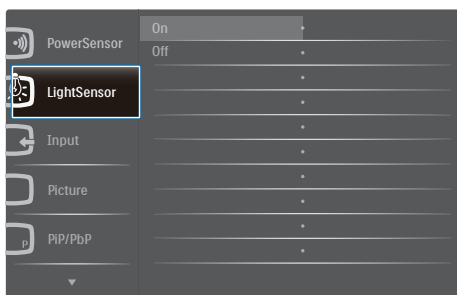 PowerSensor
LightSensor
Input
Picture
P
PiP/PbP
On
Off